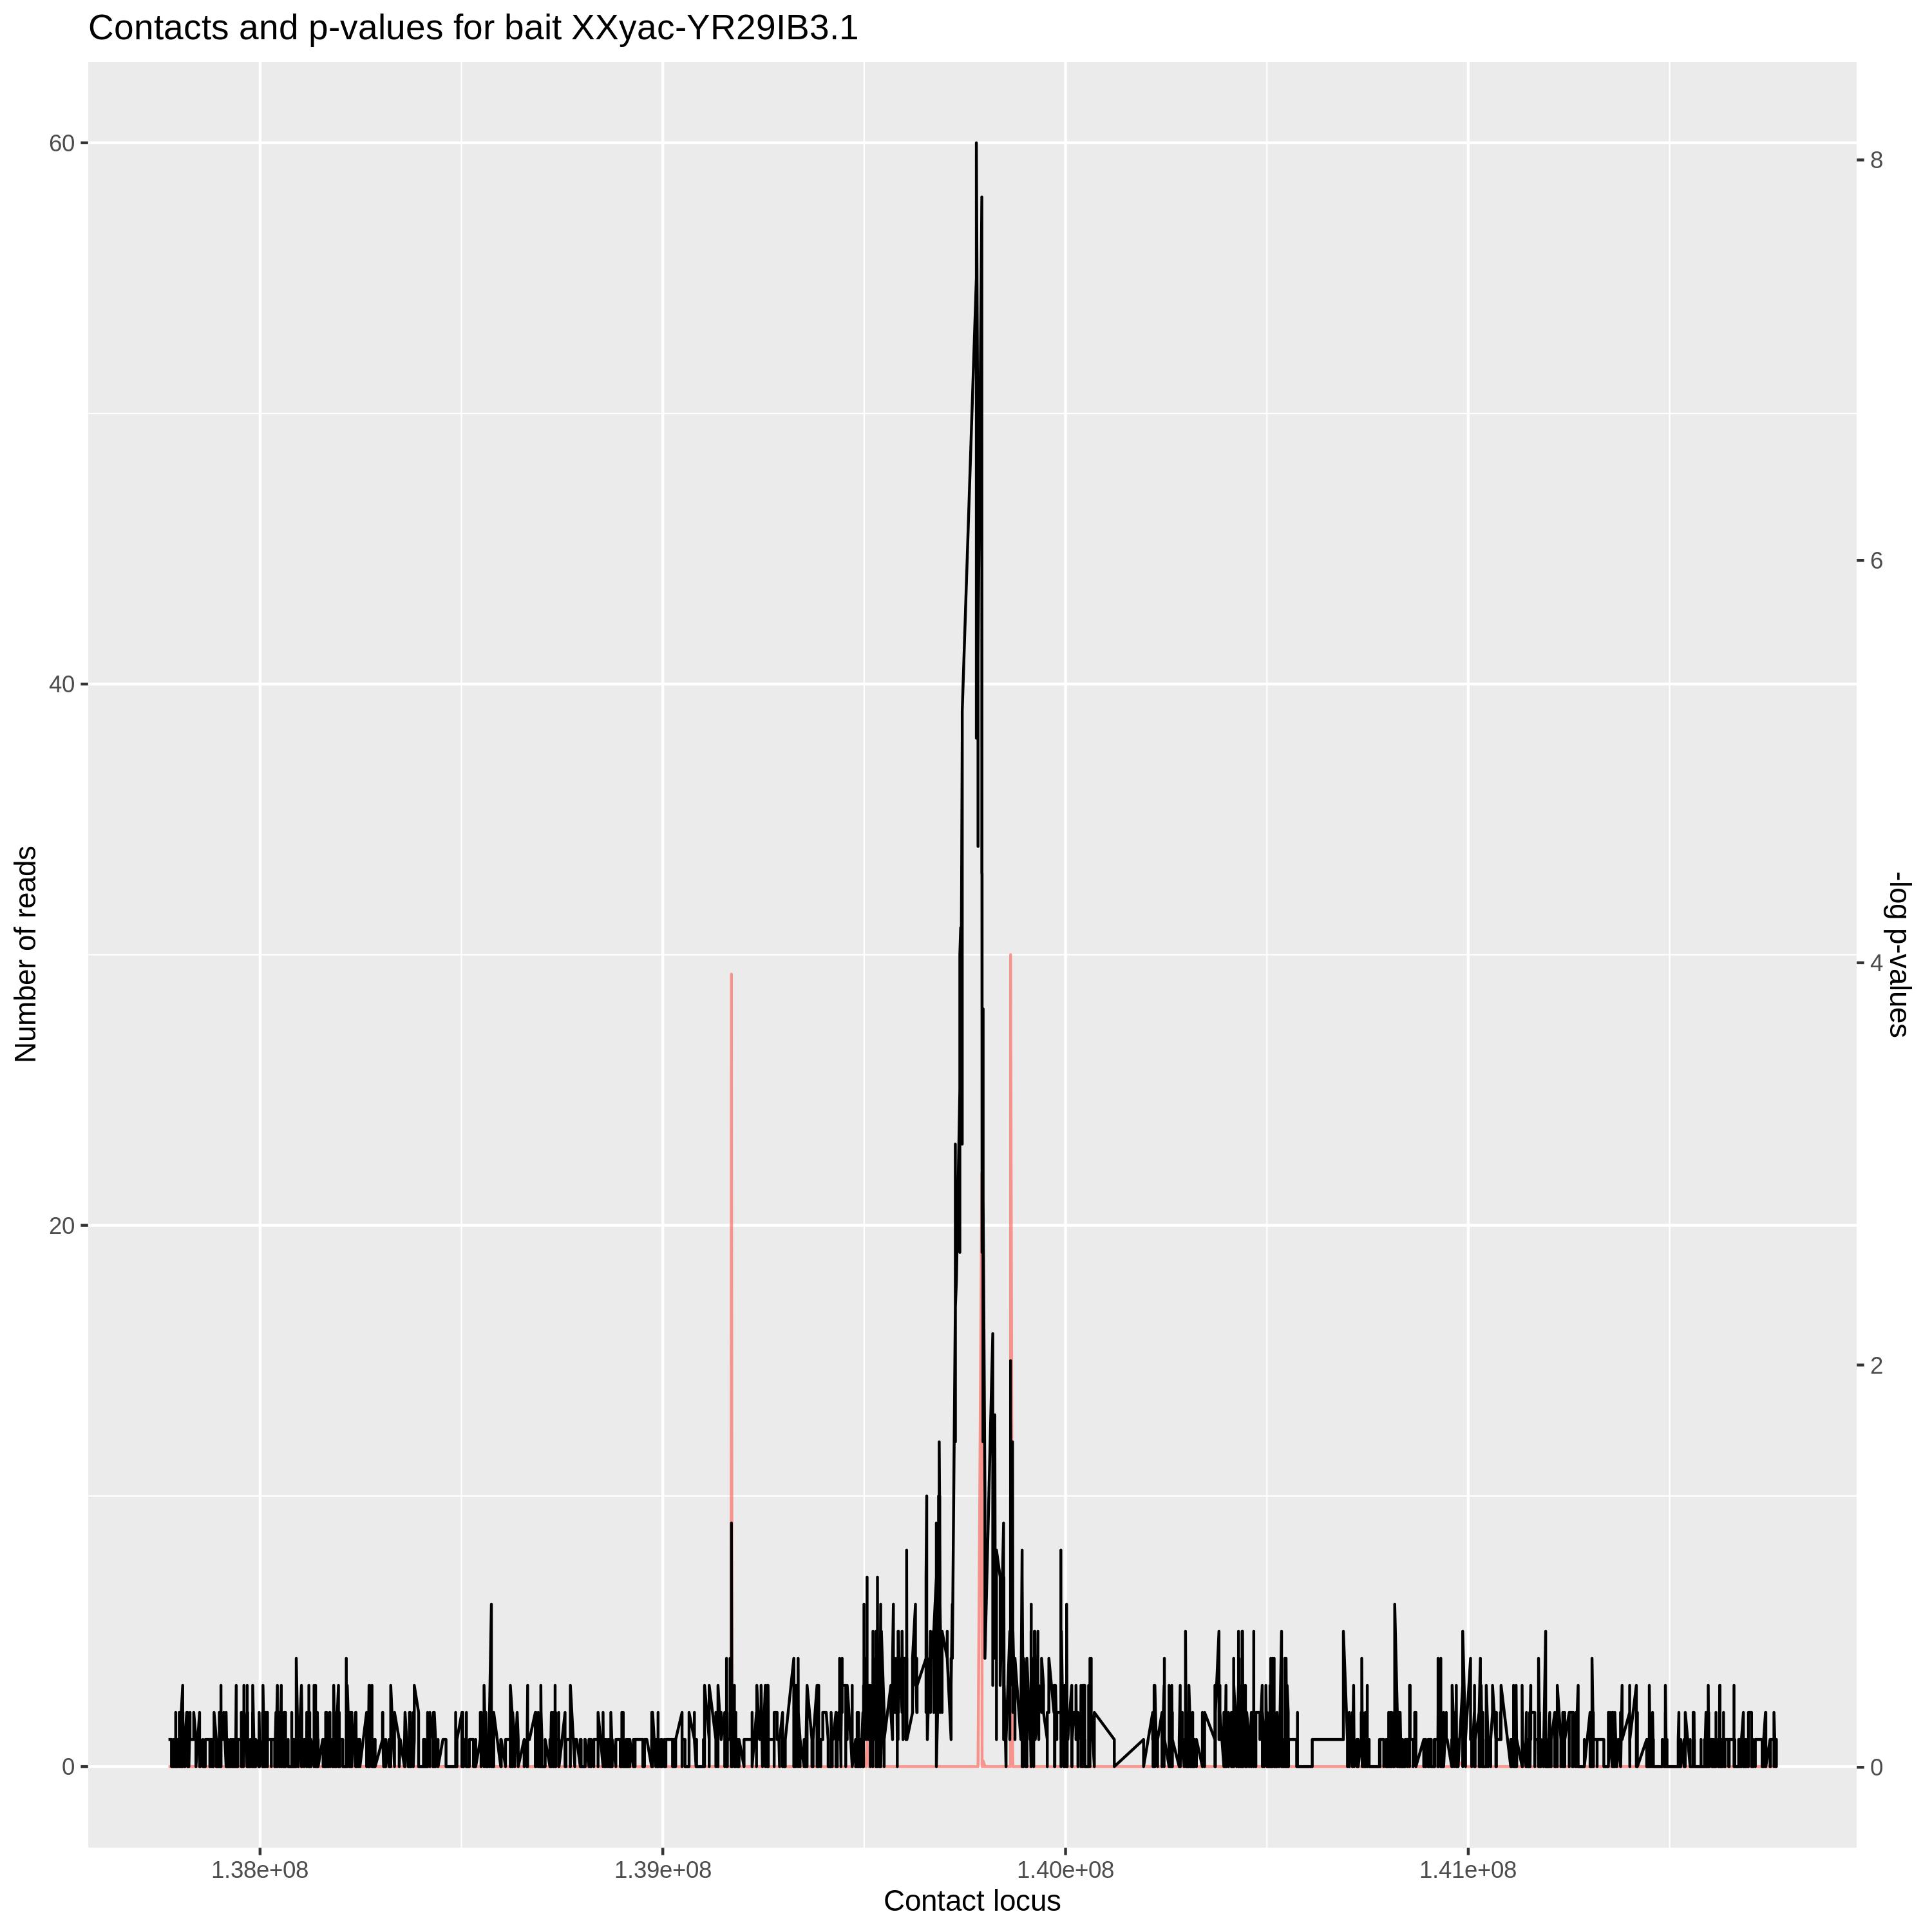 Contacts and p-values for bait XXyac-YR29IB3.1
60
40
20
0
Number of reads
8
6
4
2
0
-log p-values
1.38e+08
1.39e+08
1.40e+08
1.41e+08
Contact locus